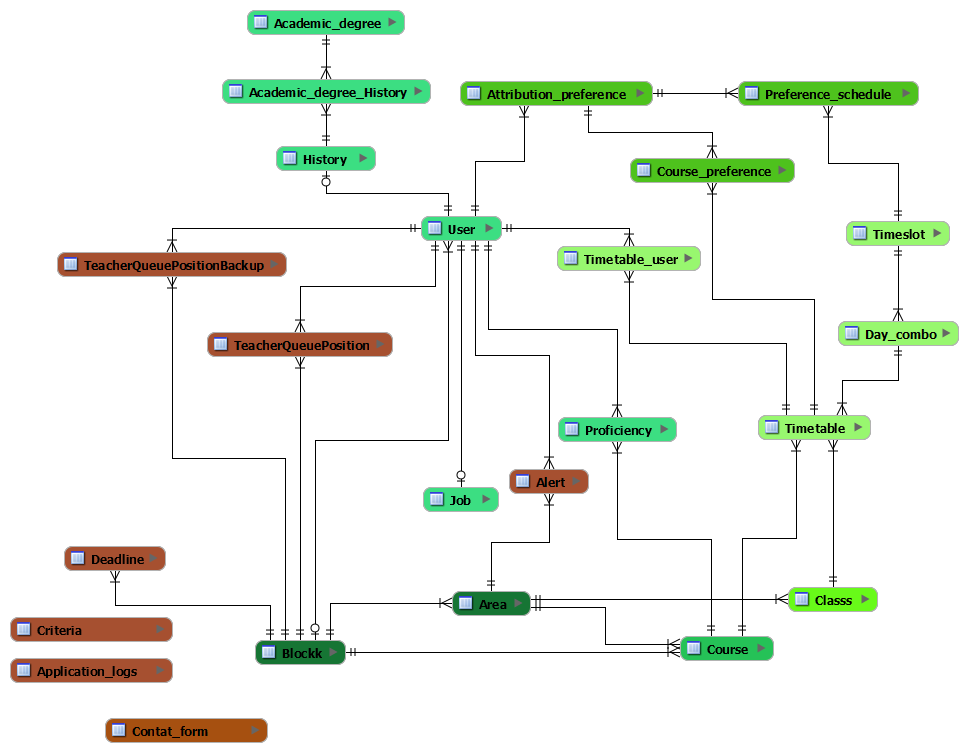 Academic_degree
Academic_degree_History
Attribution_preference
Preference_schedule
History
Course_preference
User
Timeslot
TeacherQueuePositionBackup
Timetable_user
TeacherQueuePosition
Day_combo
Proficiency
Timetable
Alert
Job
Deadline
Area
Classs
Criteria
Blockk
Course
Application_logs
Contat_form